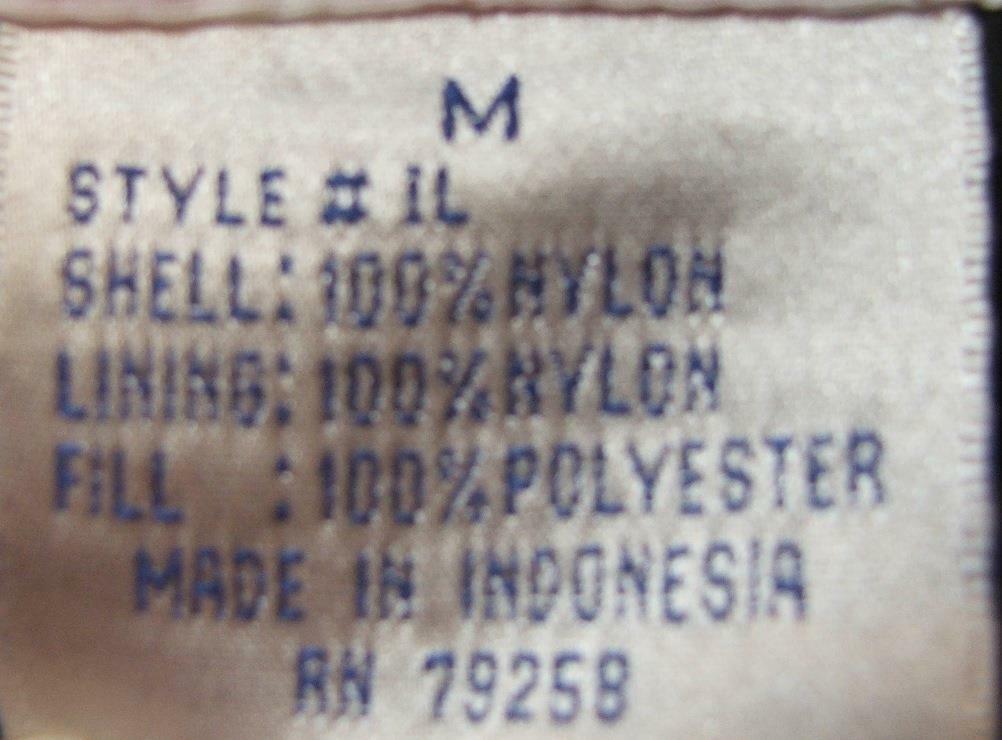 M
STYLE # IL
SHELL: 100% NYLON
LINING: 100% NYLON
FILL : 100% POLYESTER
MADE IN INDONESIA
RN 79258